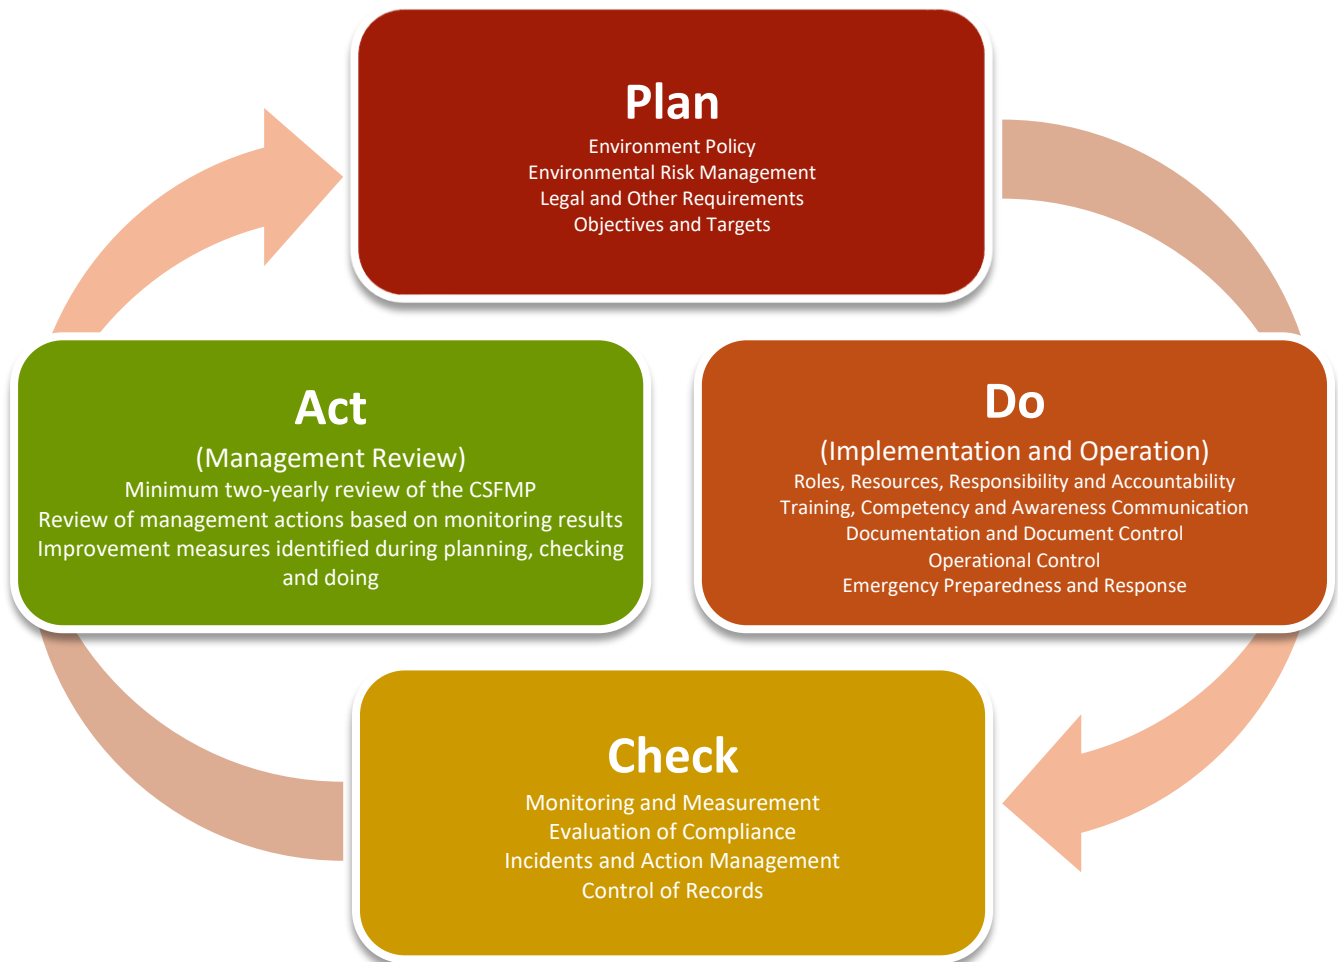 Plan
Environment Policy
Environmental Risk Management
Legal and Other Requirements
Objectives and Targets
Do
(Implementation and Operation)
Roles, Resources, Responsibility and Accountability
Training, Competency and Awareness Communication
Documentation and Document Control
Operational Control
Emergency Preparedness and Response
Check
Monitoring and Measurement
Evaluation of Compliance
Incidents and Action Management
Control of Records
Act
(Management Review)
Minimum two-yearly review of the CSFMP
Review of management actions based on monitoring results
Improvement measures identified during planning, checking
and doing